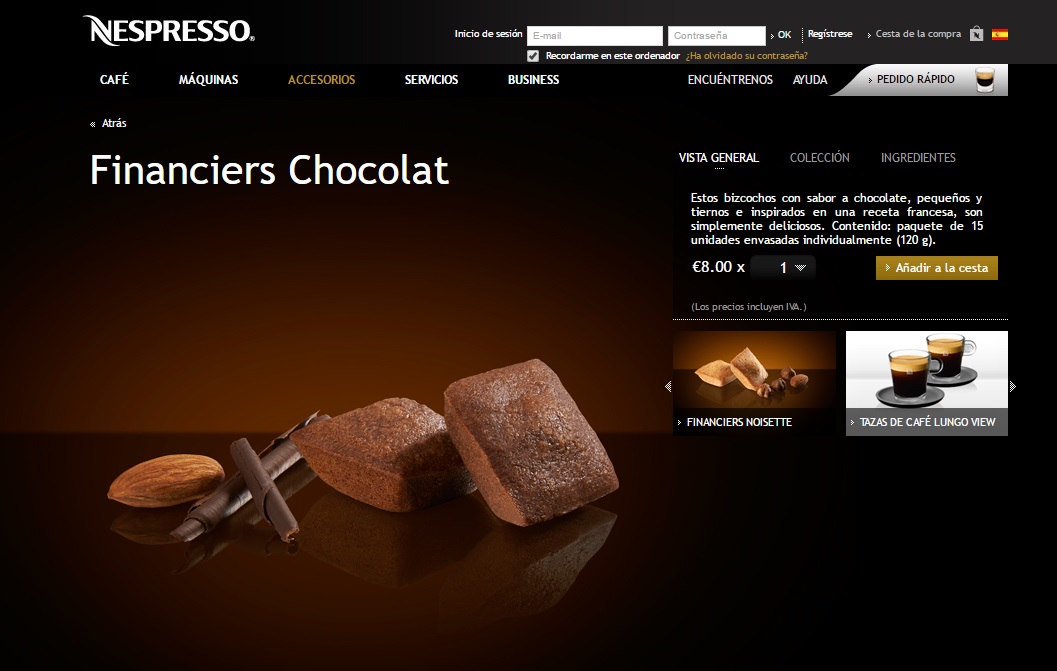 NESPRESSO®
Inicio de sesión E-mail Contraseña OK Regístrese Cesta de la compra
Recordarme en este ordenador ¿Ha olvidado su contraseña?
CAFÉ MÁQUINAS ACCESORIOS SERVICIOS BUSINESS ENCUÉNTRENOS AYUDA PEDIDO RÁPIDO
« Atrás
Financiers Chocolat
VISTA GENERAL COLECCIÓN INGREDIENTES
Estos bizcochos con sabor a chocolate, pequeños y
tiernos e inspirados en una receta francesa, son
simplemente deliciosos. Contenido: paquete de 15
unidades envasadas individualmente (120 g).
€8.00 x 1 Añadir a la cesta
(Los precios incluyen IVA.)
FINANCIERS NOISETTE TAZAS DE CAFÉ LUNGO VIEW